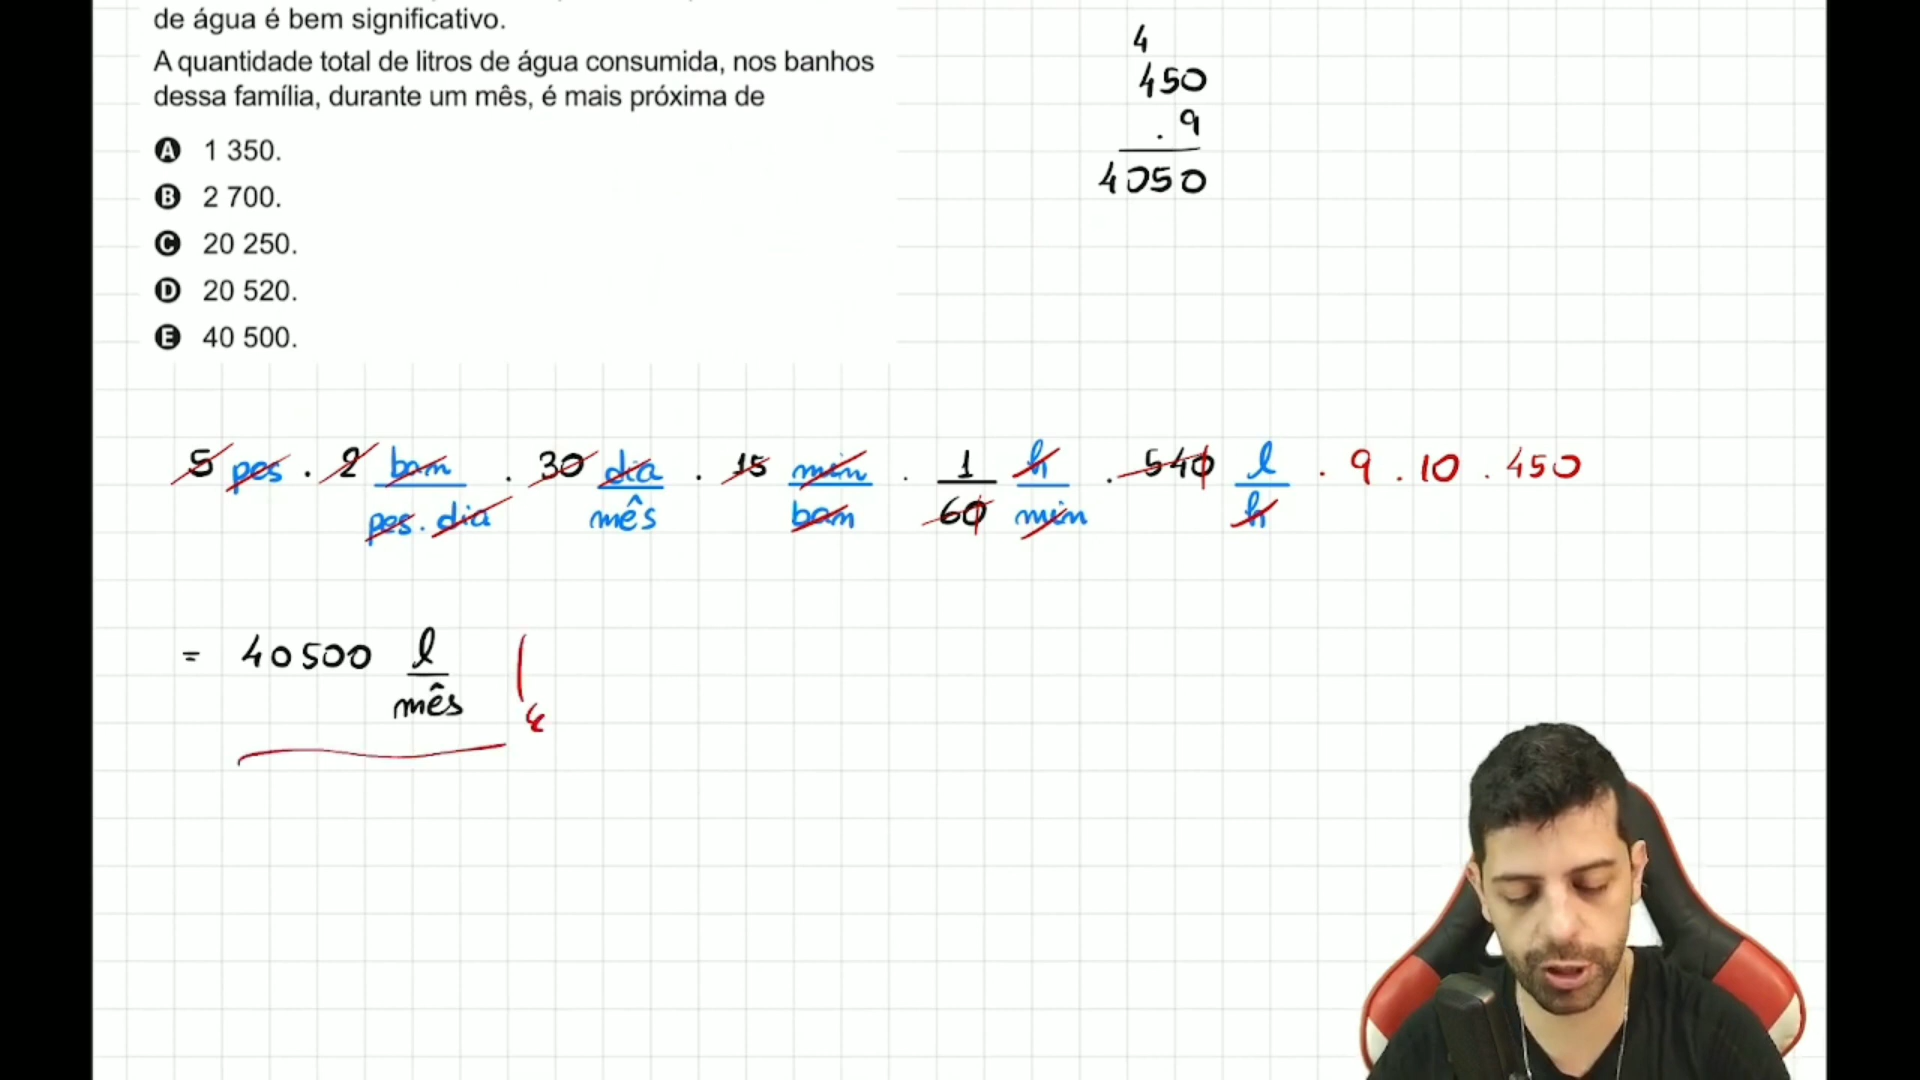 de água é bem significativo.
A quantidade total de litros de água consumida, nos banhos
dessa família, durante um mês, é mais próxima de
A 1 350.
B 2 700.
C 20 250.
D 20 520.
E 40 500.
4
450
. 9
4050
5 pes . 2 ban/pes. dia . 30 dia/mês . 15 min/ban . 1/60 h/min . 540 l/h . 9 . 10 . 450
= 40500 l/mês